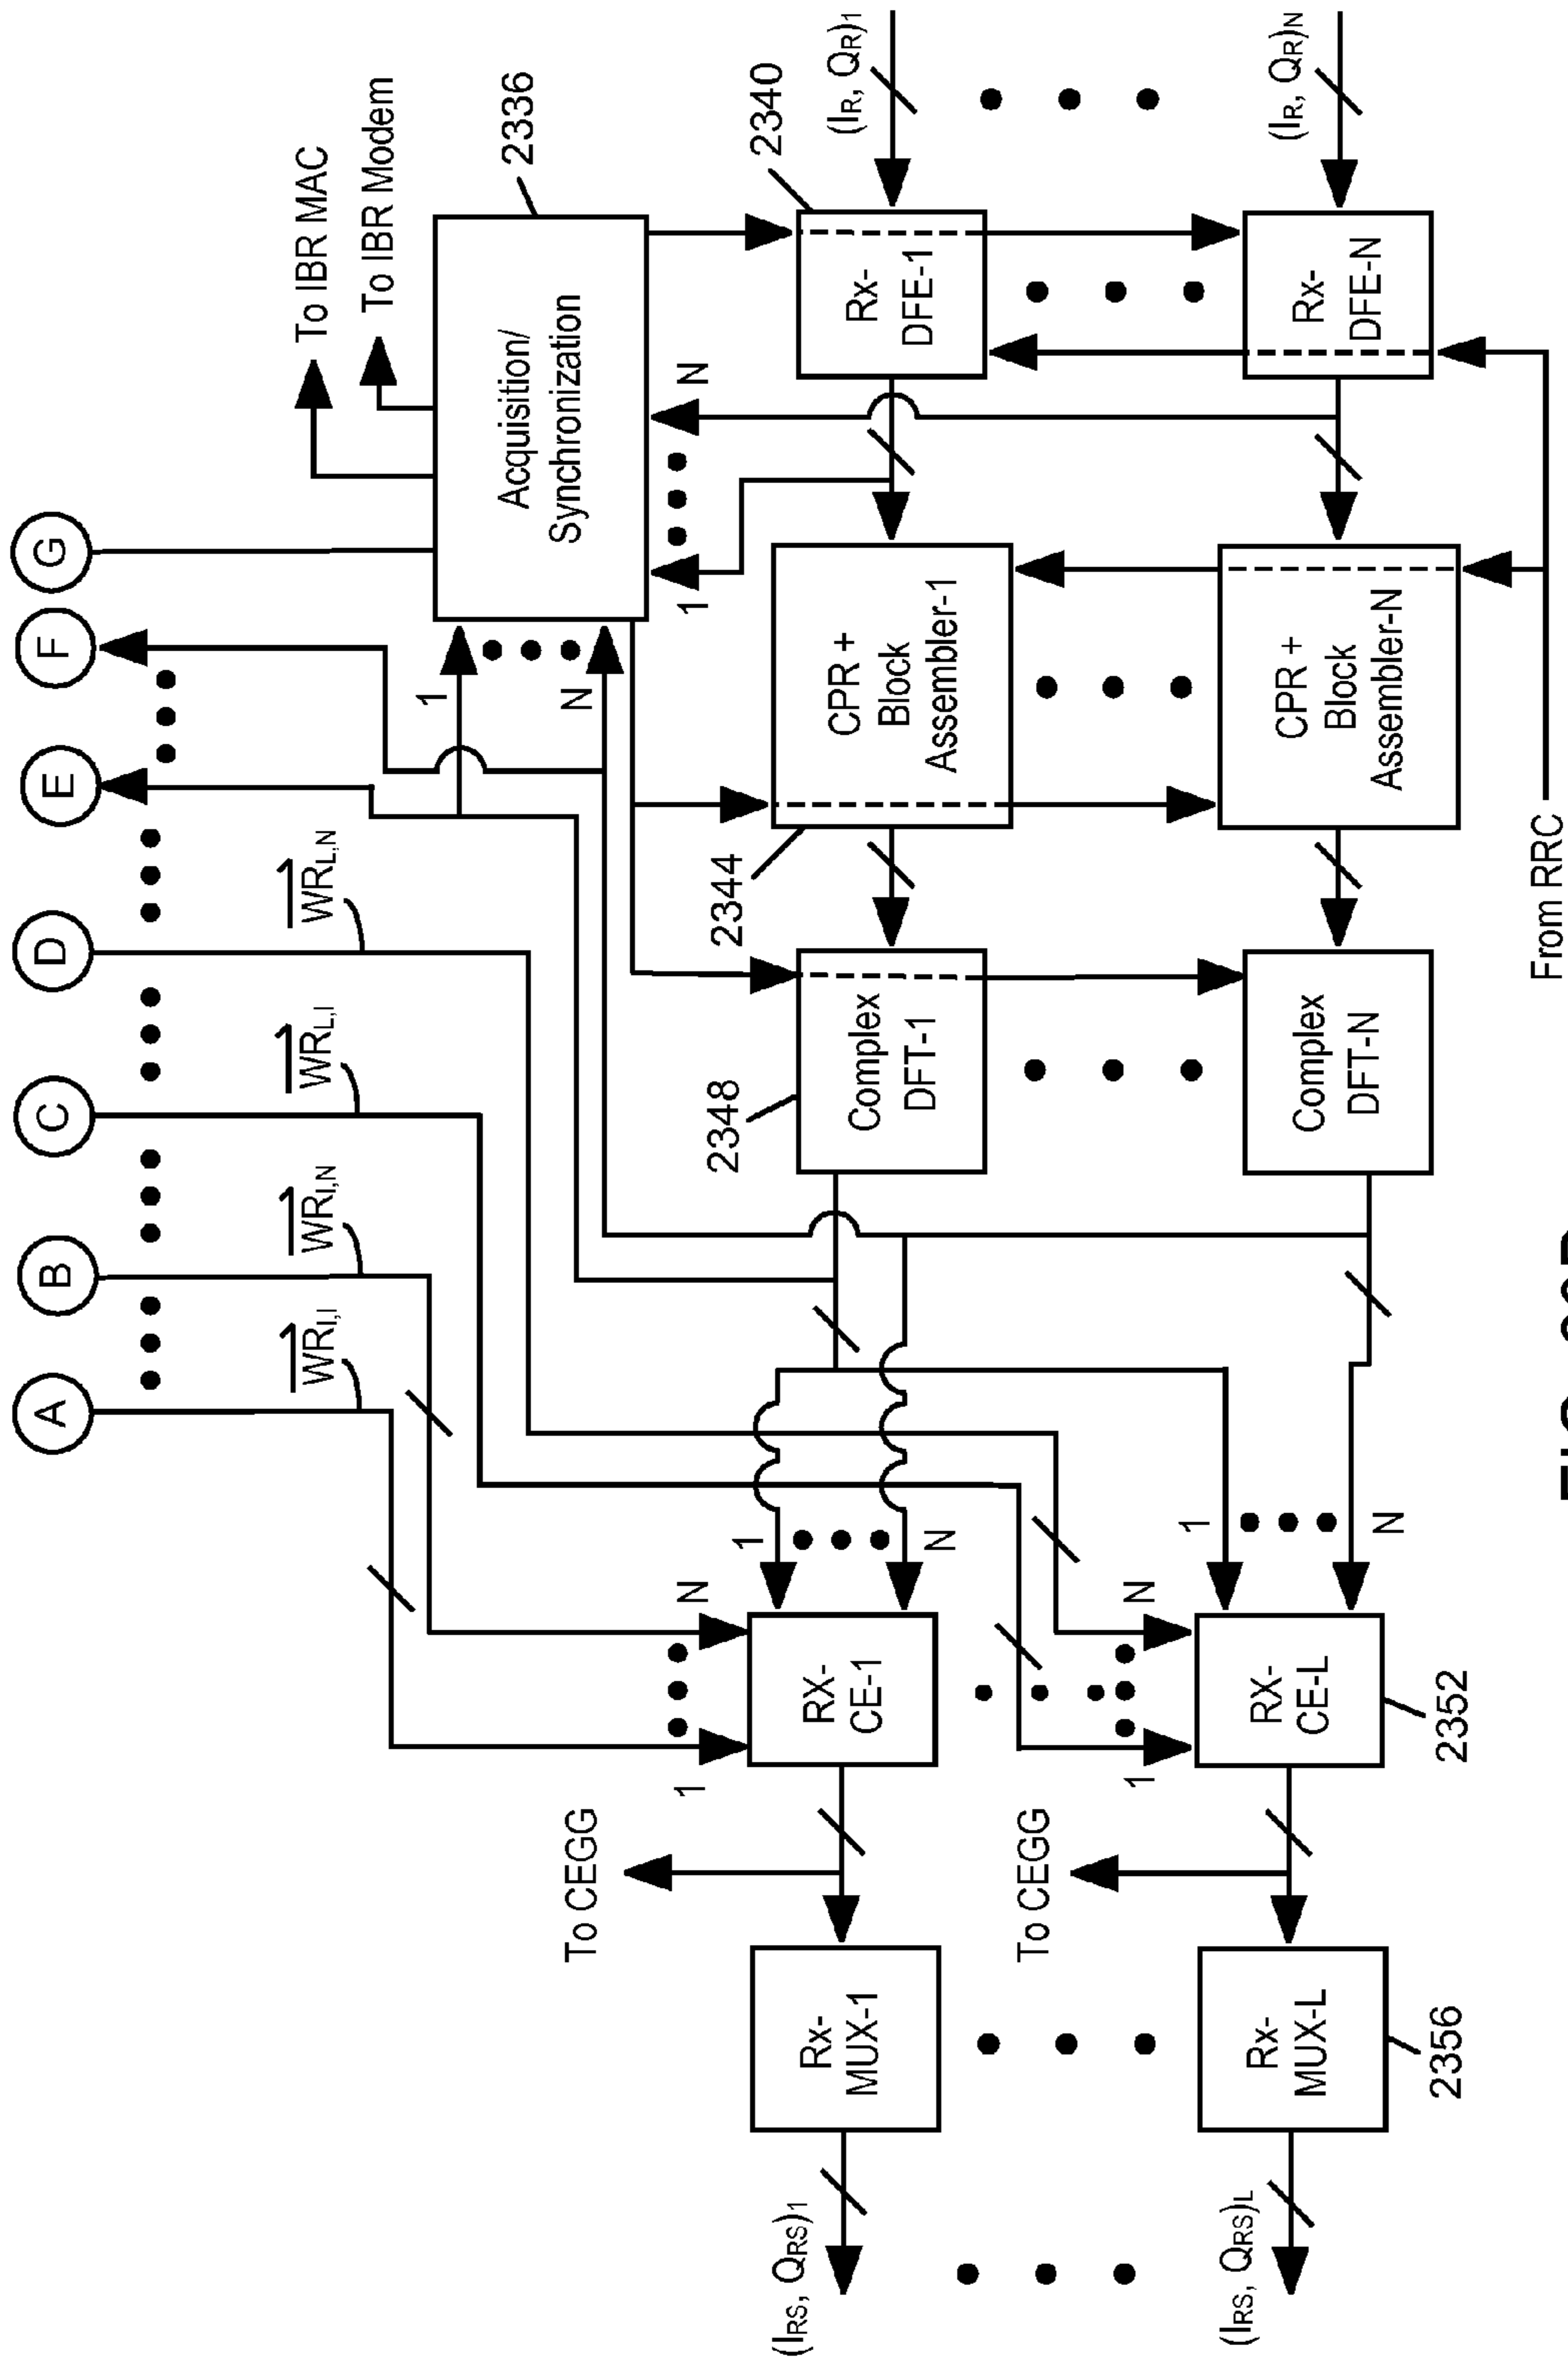 A
B
C
D
E
F
G
WRI,I
WRI,N
WRL,I
WRL,N
To IBR MAC
To IBR Modem
2336
Acquisition/
Synchronization
1
N
1
N
To CEGG
1
N
1
N
2348
2344
2340
(IRS, QRS)1
Rx-
MUX-1
RX-
CE-1
Complex
DFT-1
CPR +
Block
Assembler-1
Rx-
DFE-1
(IR, QR)1
To CEGG
1
N
1
N
(IRS, QRS)L
Rx-
MUX-L
RX-
CE-L
Complex
DFT-N
CPR +
Block
Assembler-N
Rx-
DFE-N
(IR, QR)N
2356
2352
From RRC